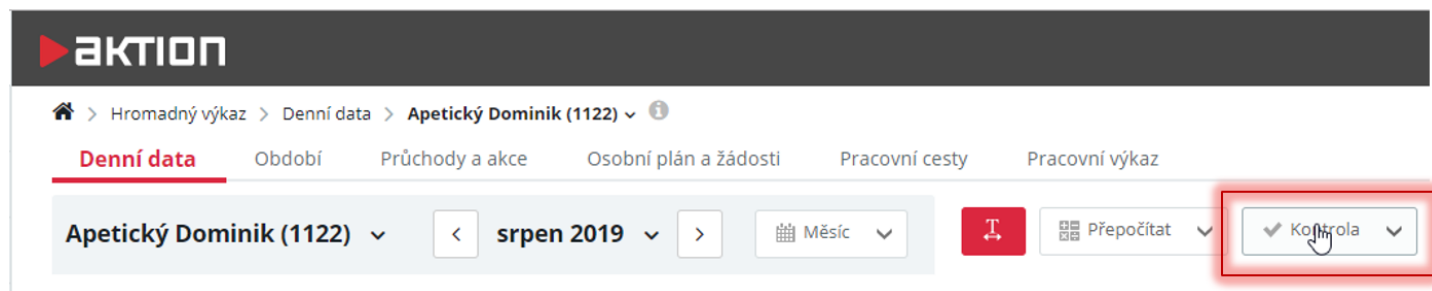 aktion
> Hromadný výkaz > Denní data > Apetický Dominik (1122)
Denní data Období Průchody a akce Osobní plán a žádosti Pracovní cesty Pracovní výkaz
Apetický Dominik (1122) < srpen 2019 > Měsíc Přepočítat Kontrola